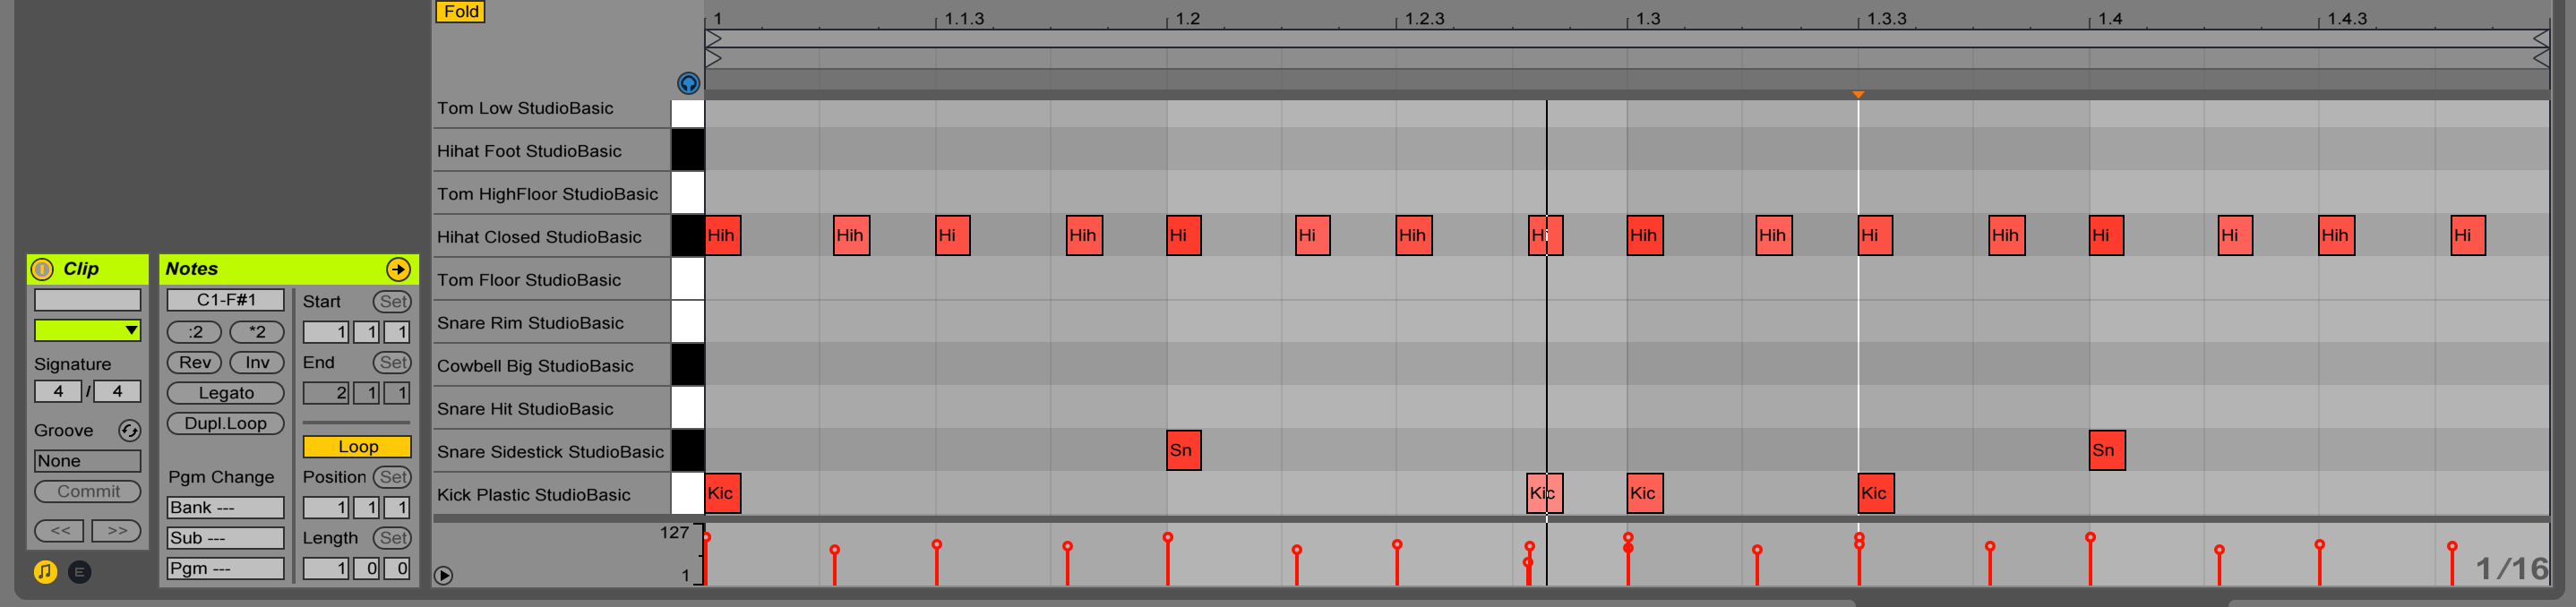 Fold
1 1.1.3 1.2 1.2.3 1.3 1.3.3 1.4 1.4.3
Tom Low StudioBasic
Hihat Foot StudioBasic
Tom HighFloor StudioBasic
Hihat Closed StudioBasic
Hih Hih Hi Hih Hi Hi Hih Hi Hih Hih Hi Hih Hi Hi Hih Hi
Tom Floor StudioBasic
Snare Rim StudioBasic
Cowbell Big StudioBasic
Snare Hit StudioBasic
Snare Sidestick StudioBasic
Sn Sn
Kick Plastic StudioBasic
Kic Kic Kic Kic
127
1
1/16
Clip
Signature
4 / 4
Groove
None
Commit
<< >>
E
Notes
C1-F#1
:2 *2
Rev Inv
Legato
Dupl.Loop
Pgm Change
Bank ---
Sub ---
Pgm ---
Start Set
1 1 1
End Set
2 1 1
Loop
Position Set
1 1 1
Length Set
1 0 0